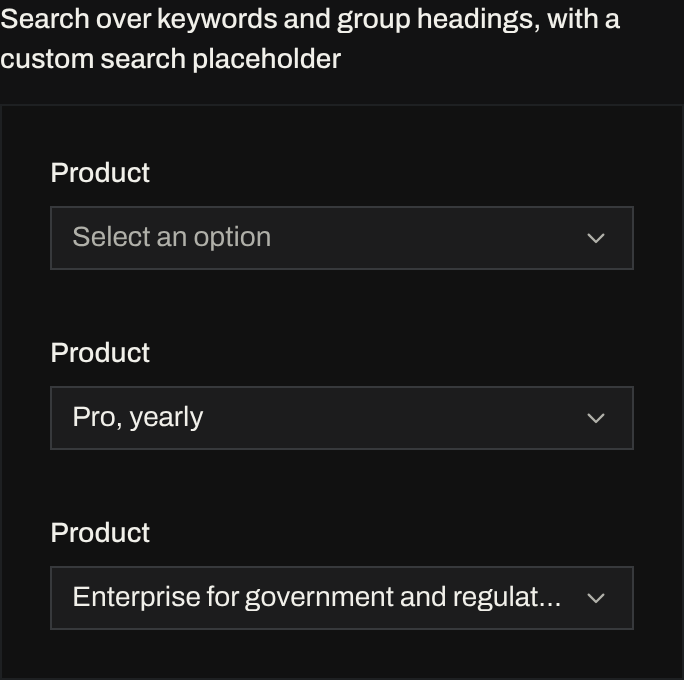 Search over keywords and group headings, with a
custom search placeholder
Product
Select an option
Product
Pro, yearly
Product
Enterprise for government and regulat...